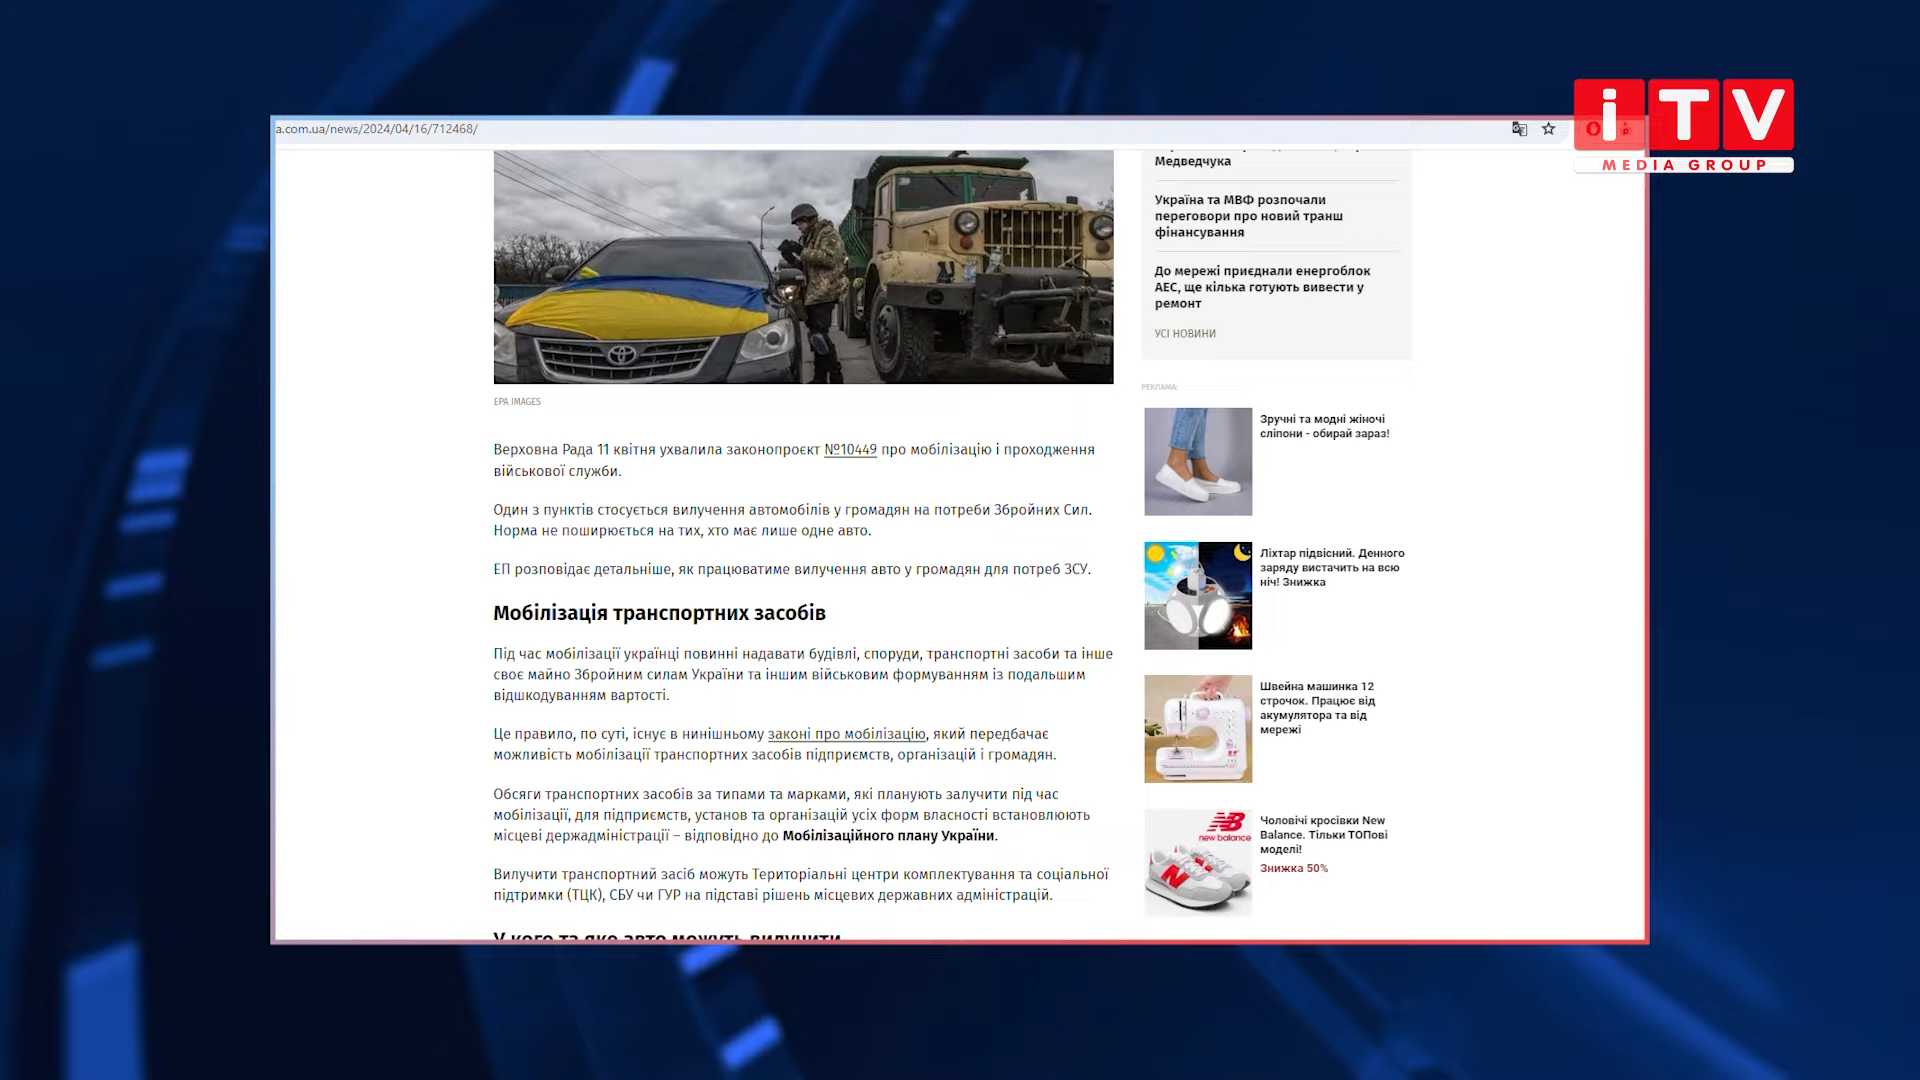 iTV
MEDIA GROUP
a.com.ua/news/2024/04/16/712468/
EPA IMAGES
Верховна Рада 11 квітня ухвалила законопроєкт №10449 про мобілізацію і проходження
військової служби.
Один з пунктів стосується вилучення автомобілів у громадян на потреби Збройних Сил.
Норма не поширюється на тих, хто має лише одне авто.
ЕП розповідає детальніше, як працюватиме вилучення авто у громадян для потреб ЗСУ.
Мобілізація транспортних засобів
Під час мобілізації українці повинні надавати будівлі, споруди, транспортні засоби та інше
своє майно Збройним силам України та іншим військовим формуванням із подальшим
відшкодуванням вартості.
Це правило, по суті, існує в нинішньому законі про мобілізацію, який передбачає
можливість мобілізації транспортних засобів підприємств, організацій і громадян.
Обсяги транспортних засобів за типами та марками, які планують залучити під час
мобілізації, для підприємств, установ та організацій усіх форм власності встановлюють
місцеві держадміністрації – відповідно до Мобілізаційного плану України.
Вилучити транспортний засіб можуть Територіальні центри комплектування та соціальної
підтримки (ТЦК), СБУ чи ГУР на підставі рішень місцевих державних адміністрацій.
У кого та яке авто можуть вилучити
Медведчука
Україна та МВФ розпочали
переговори про новий транш
фінансування
До мережі приєднали енергоблок
АЕС, ще кілька готують вивести у
ремонт
УСІ НОВИНИ
РЕКЛАМА:
Зручні та модні жіночі
сліпони - обирай зараз!
Ліхтар підвісний. Денного
заряду вистачить на всю
ніч! Знижка
Швейна машинка 12
строчок. Працює від
акумулятора та від
мережі
new balance
Чоловічі кросівки New
Balance. Тільки ТОПові
моделі!
Знижка 50%